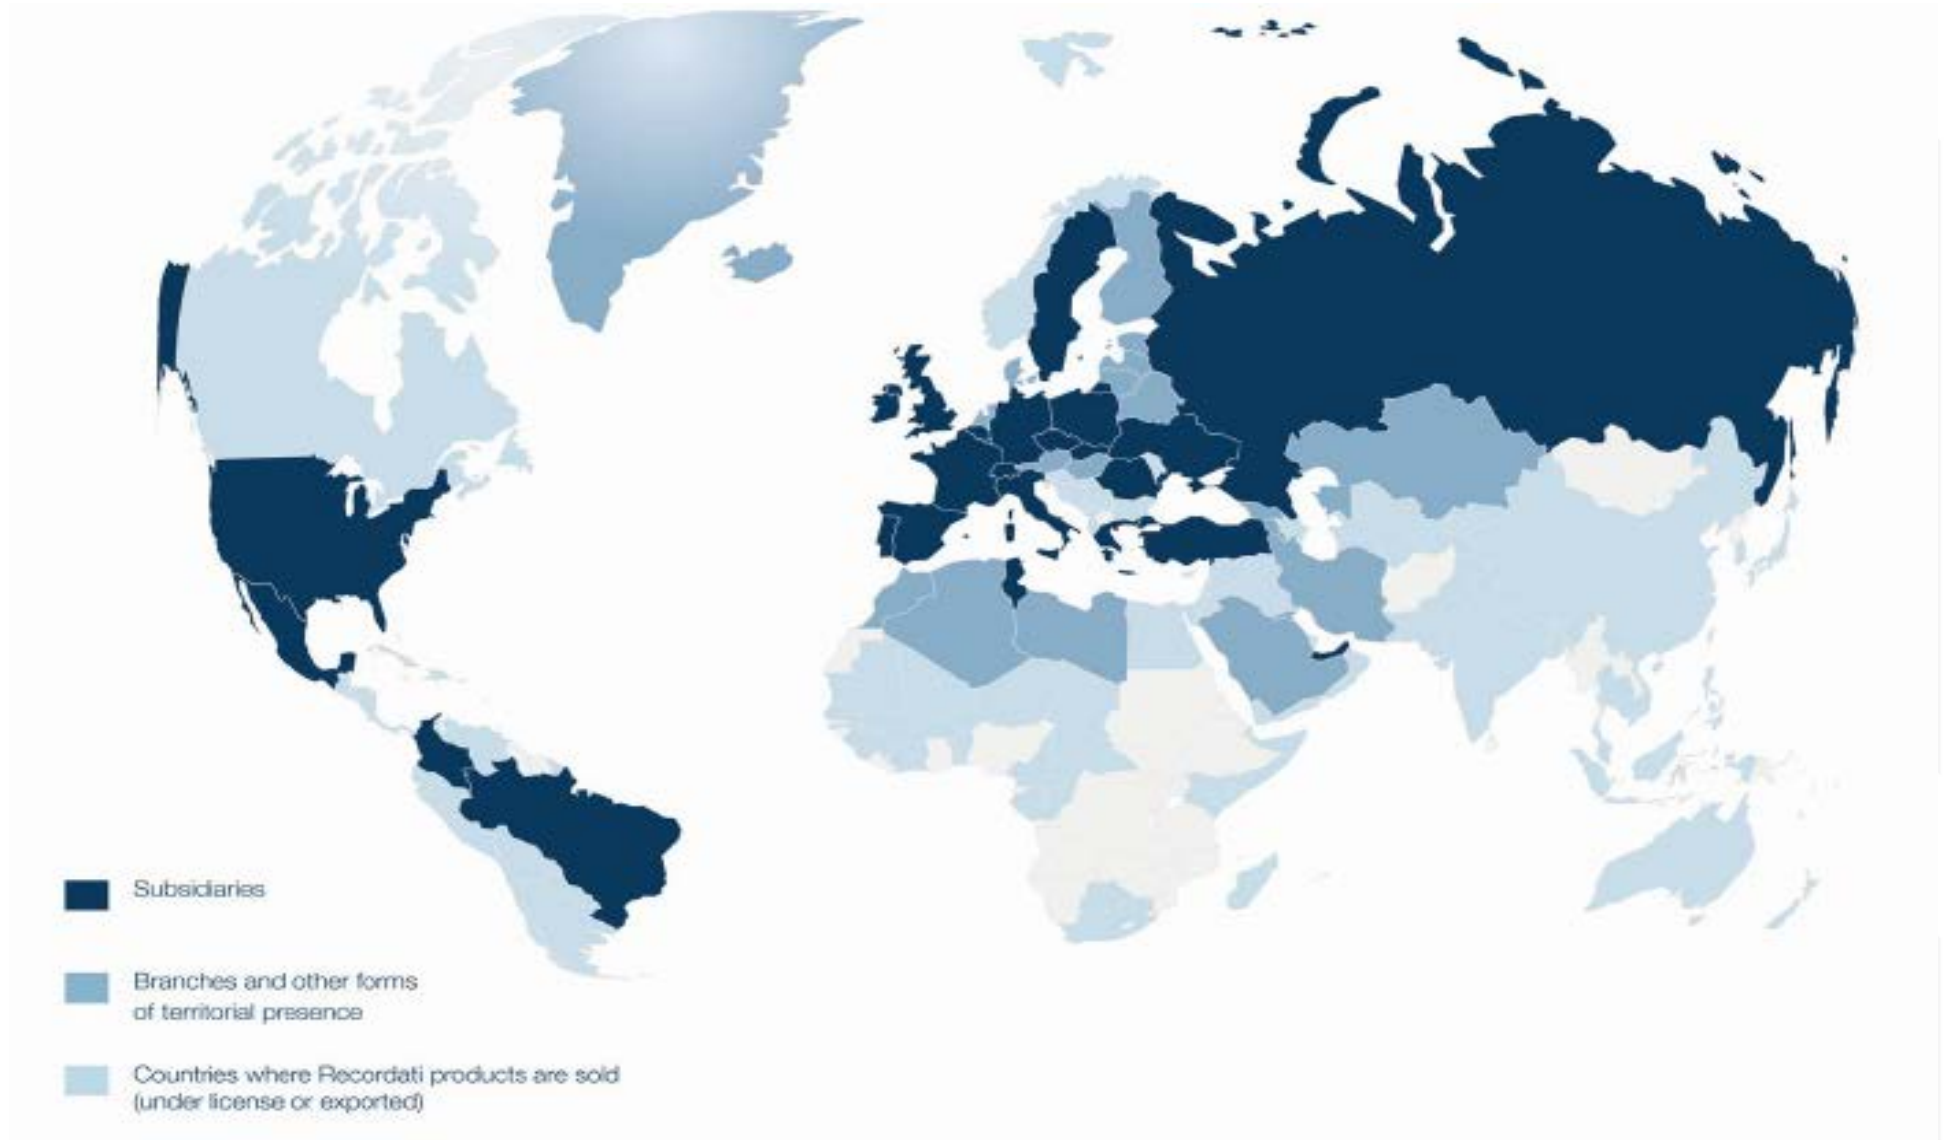 Subsidiaries
Branches and other forms
of territorial presence
Countries where Recordati products are sold
(under license or exported)